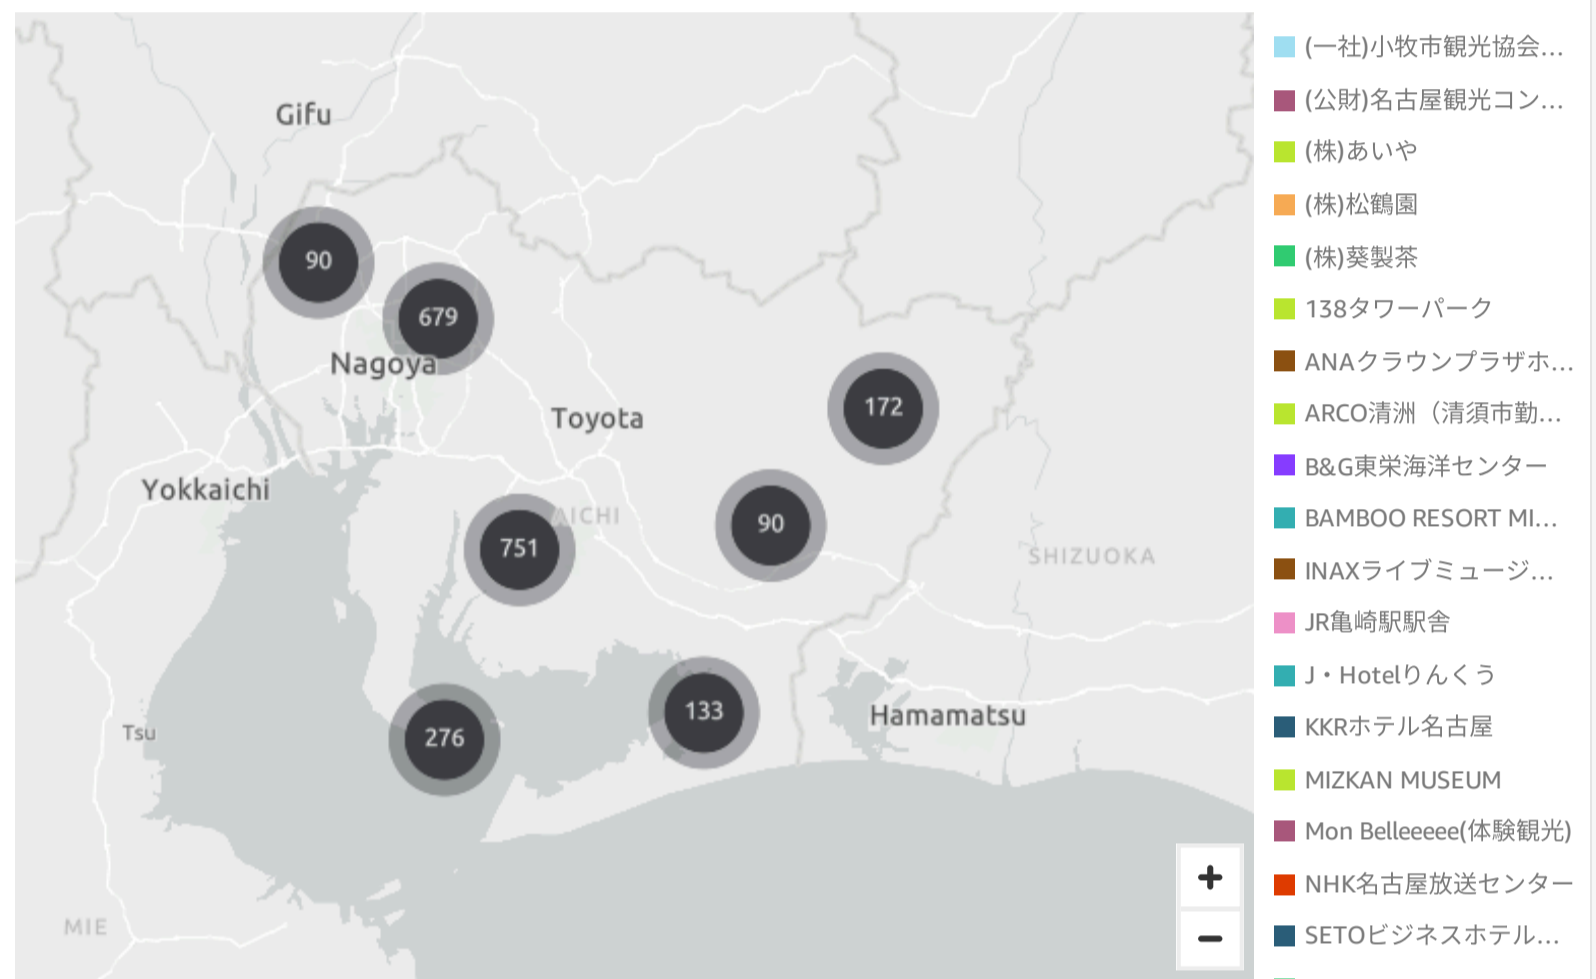 Gifu
90
679
Nagoya
172
Toyota
Yokkaichi
AICHI
90
751
SHIZUOKA
133
Hamamatsu
Tsu
276
MIE
+
−
(一社)小牧市観光協会…
(公財)名古屋観光コン…
(株)あいや
(株)松鶴園
(株)葵製茶
138タワーパーク
ANAクラウンプラザホ…
ARCO清洲（清須市勤…
B&G東栄海洋センター
BAMBOO RESORT MI…
INAXライブミュージ…
JR亀崎駅駅舎
J・Hotelりんくう
KKRホテル名古屋
MIZKAN MUSEUM
Mon Belleeeee(体験観光)
NHK名古屋放送センター
SETOビジネスホテル…